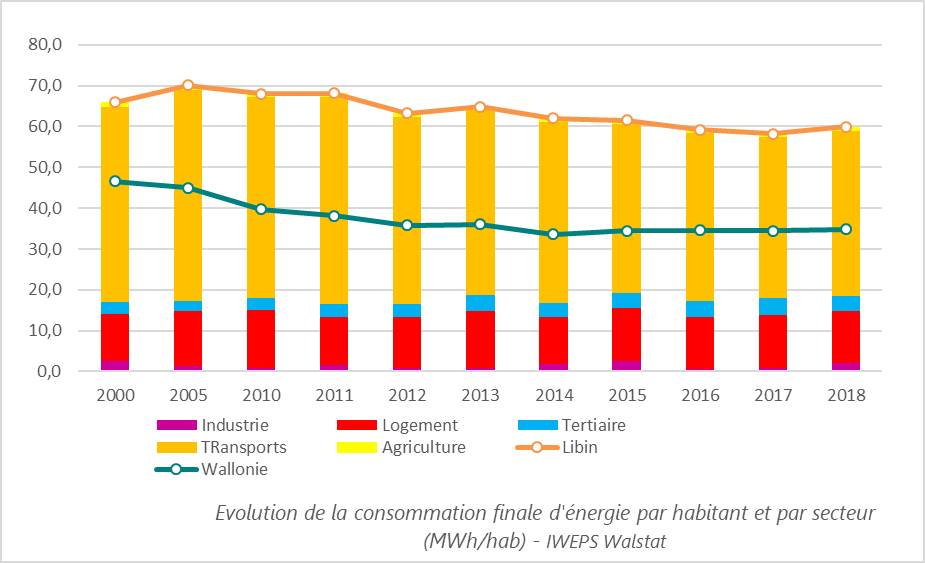 80,0
70,0
60,0
50,0
40,0
30,0
20,0
10,0
0,0
2000 2005 2010 2011 2012 2013 2014 2015 2016 2017 2018
Industrie Logement Tertiaire
TRansports Agriculture Libin
Wallonie
Evolution de la consommation finale d'énergie par habitant et par secteur
(MWh/hab) - IWEPS Walstat